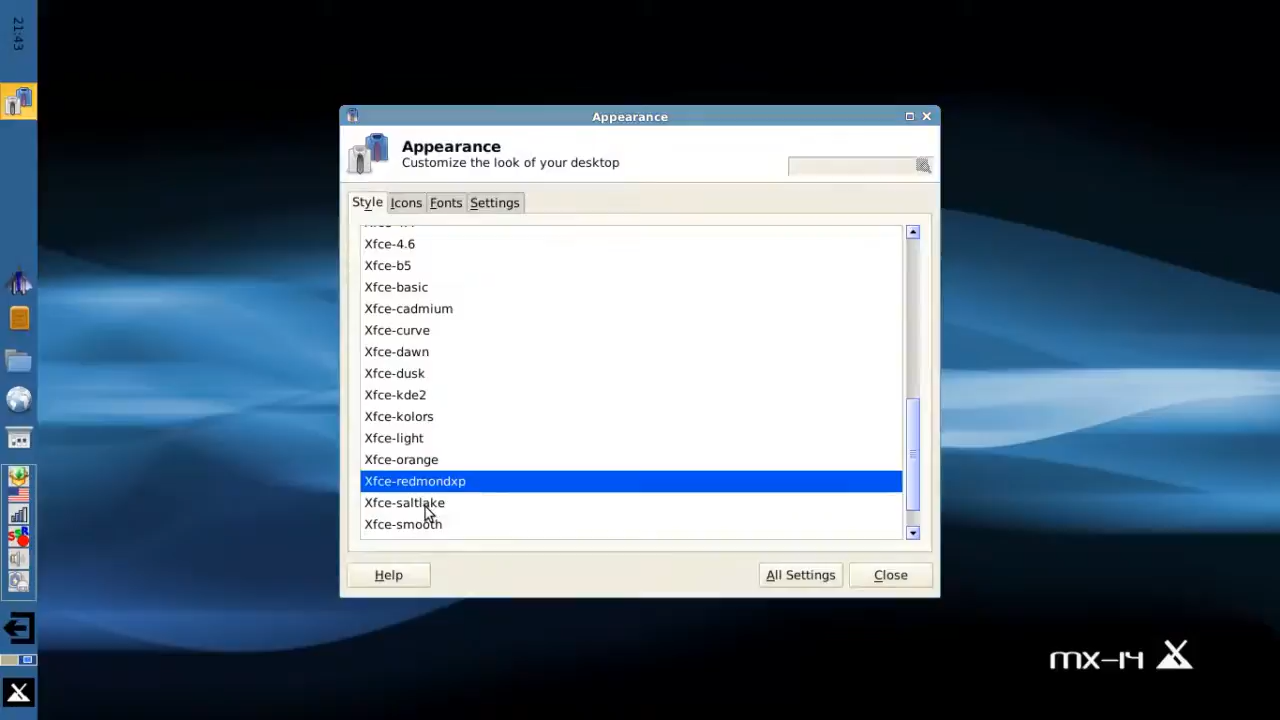 21:43
Appearance
Appearance
Customize the look of your desktop
Style Icons Fonts Settings
Xfce-4.6
Xfce-b5
Xfce-basic
Xfce-cadmium
Xfce-curve
Xfce-dawn
Xfce-dusk
Xfce-kde2
Xfce-kolors
Xfce-light
Xfce-orange
Xfce-redmondxp
Xfce-saltlake
Xfce-smooth
Help All Settings Close
mx-14